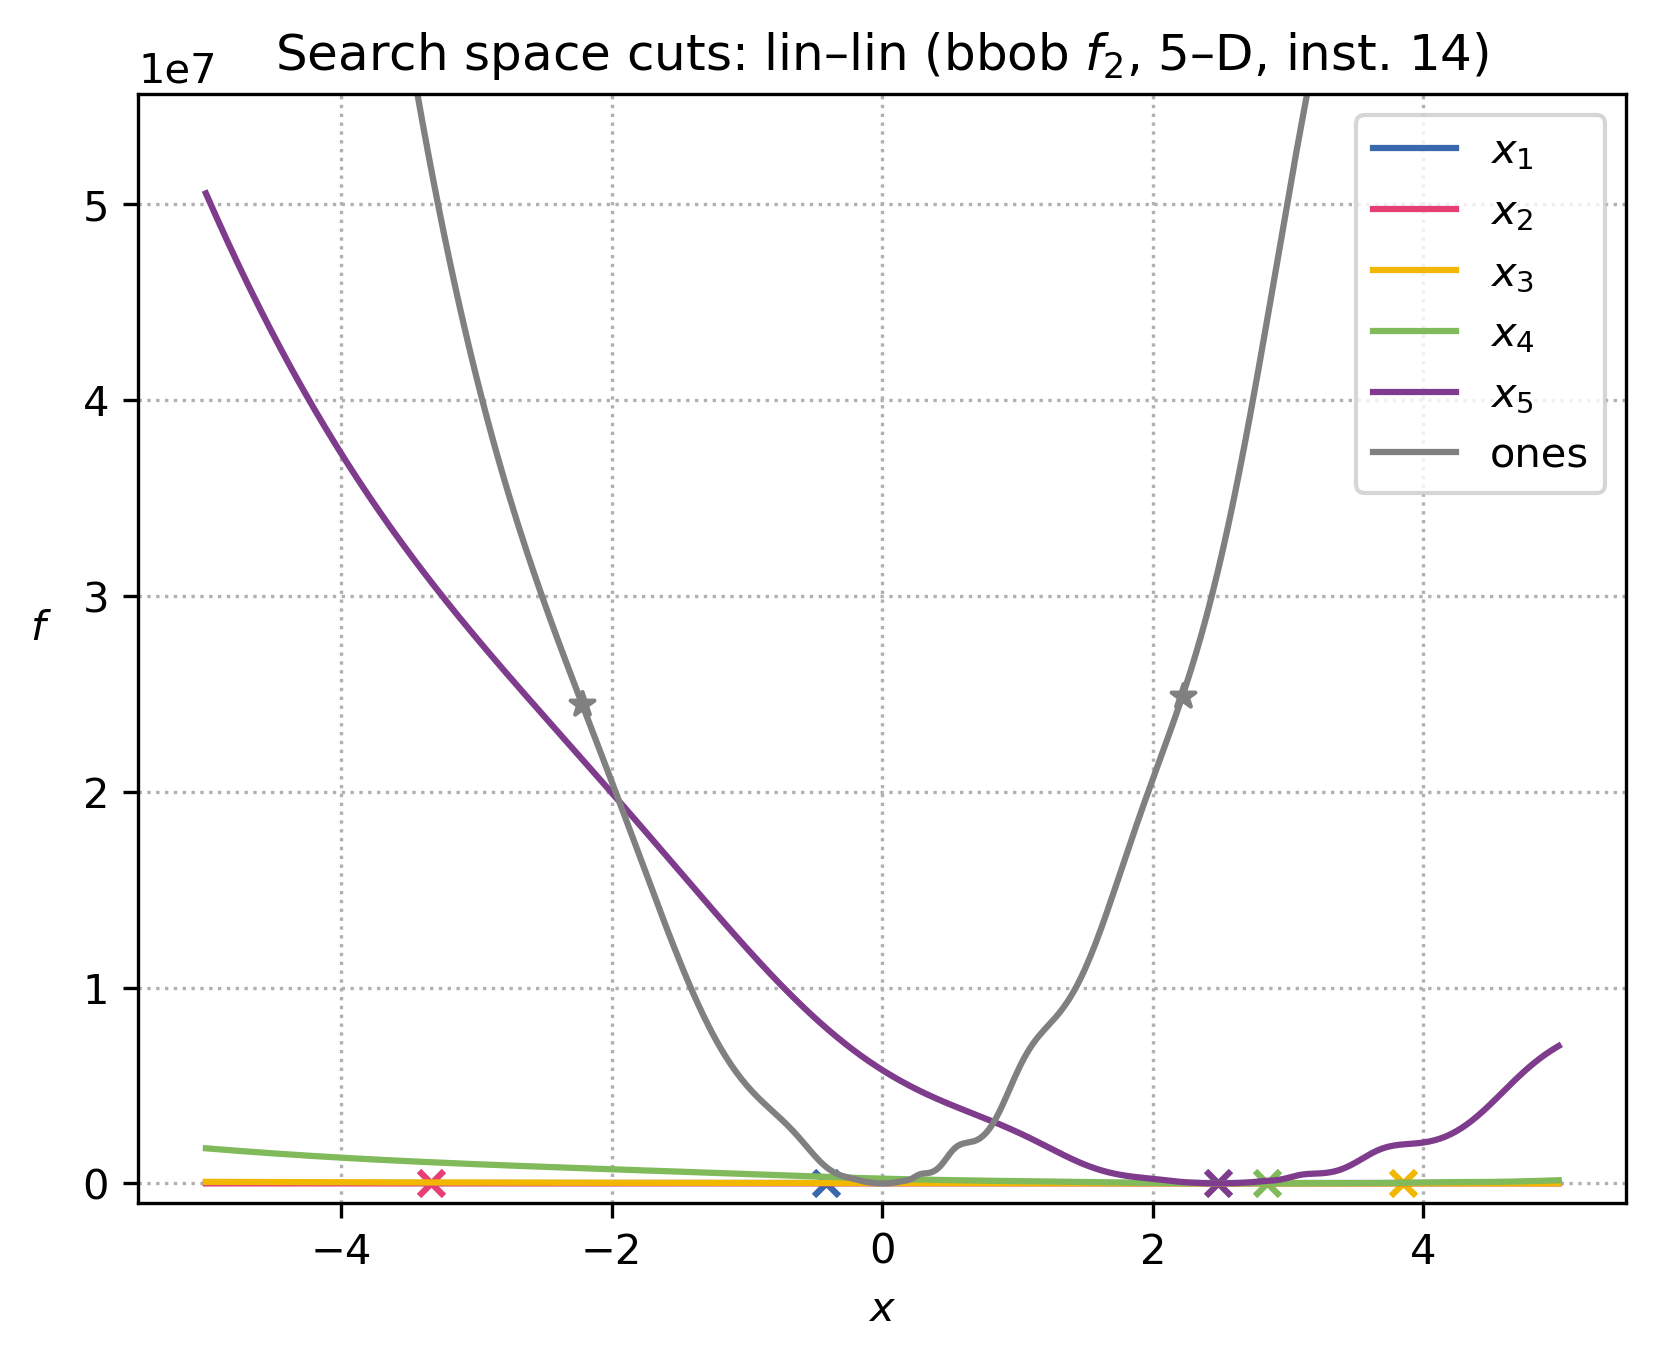 Search space cuts: lin–lin (bbob f₂, 5–D, inst. 14)
1e7
x₁
x₂
x₃
x₄
x₅
ones
5
4
3
2
1
0
f
−4
−2
0
2
4
x